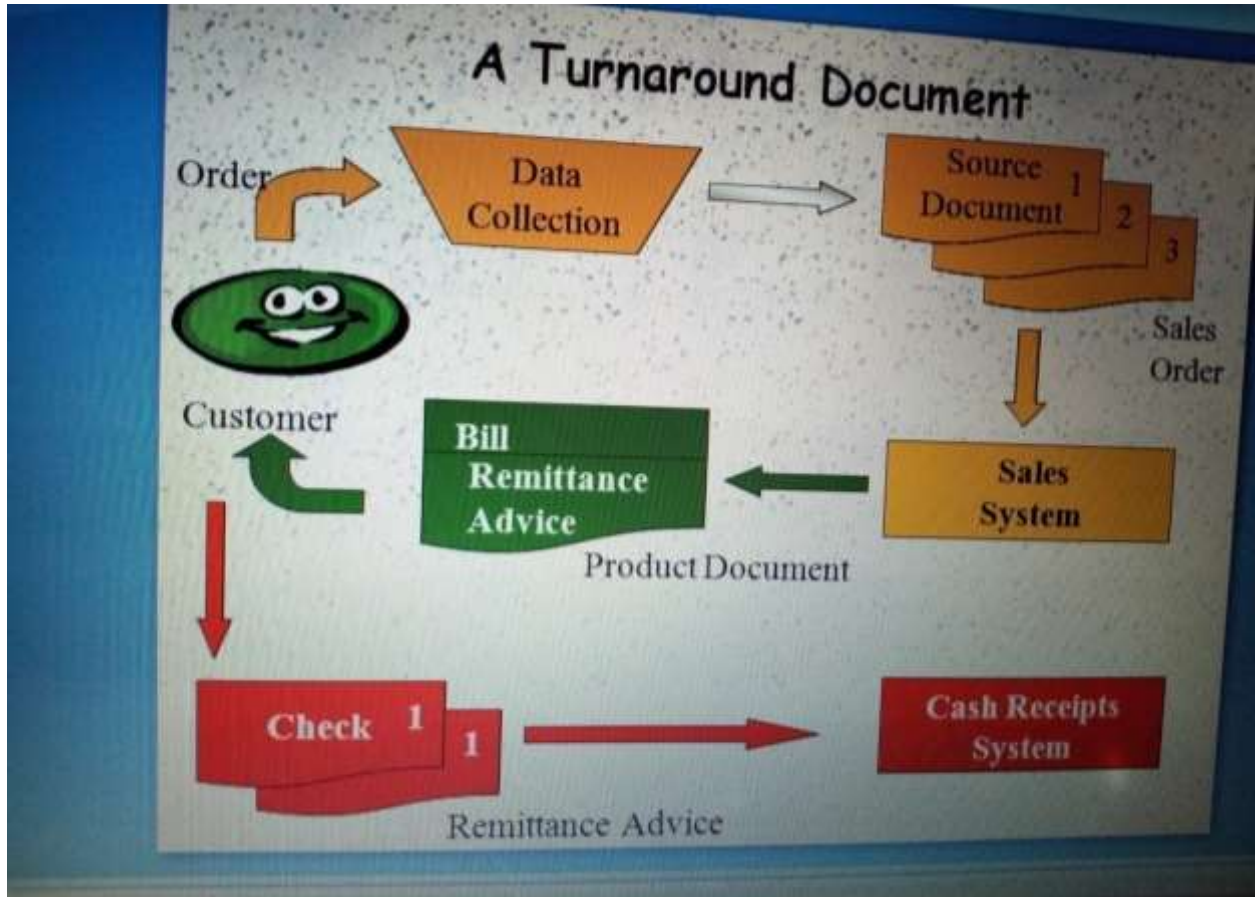 A Turnaround Document
Order
Data
Collection
Source
Document
1
2
3
Sales
Order
Customer
Bill
Remittance
Advice
Product Document
Sales
System
Check
1
1
Remittance Advice
Cash Receipts
System